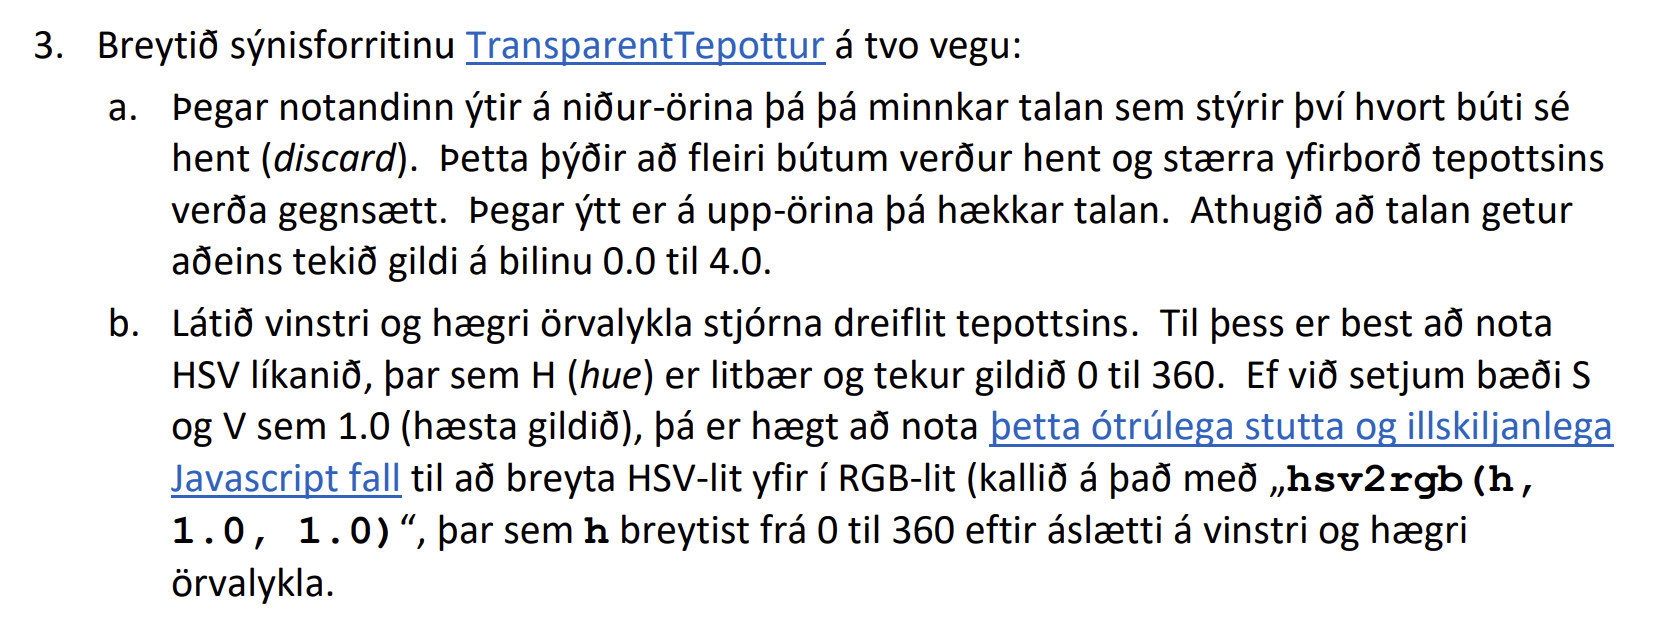 3. Breytið sýnisforritinu TransparentTepottur á tvo vegu:
a. Þegar notandinn ýtir á niður-örina þá þá minnkar talan sem stýrir því hvort búti sé
hent (discard). Þetta þýðir að fleiri bútum verður hent og stærra yfirborð tepottsins
verða gegnsætt. Þegar ýtt er á upp-örina þá hækkar talan. Athugið að talan getur
aðeins tekið gildi á bilinu 0.0 til 4.0.
b. Látið vinstri og hægri örvalykla stjórna dreiflit tepottsins. Til þess er best að nota
HSV líkanið, þar sem H (hue) er litbær og tekur gildið 0 til 360. Ef við setjum bæði S
og V sem 1.0 (hæsta gildið), þá er hægt að nota þetta ótrúlega stutta og illskiljanlega
Javascript fall til að breyta HSV-lit yfir í RGB-lit (kallið á það með „hsv2rgb(h,
1.0, 1.0)“, þar sem h breytist frá 0 til 360 eftir áslætti á vinstri og hægri
örvalykla.